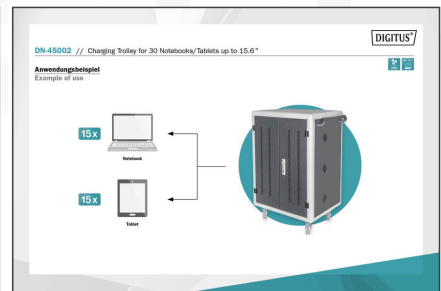 DIGITUS®
DN-45002 // Charging Trolley for 30 Notebooks/Tablets up to 15.6"
Anwendungsbeispiel
Example of use
15x
Notebook
15x
Tablet